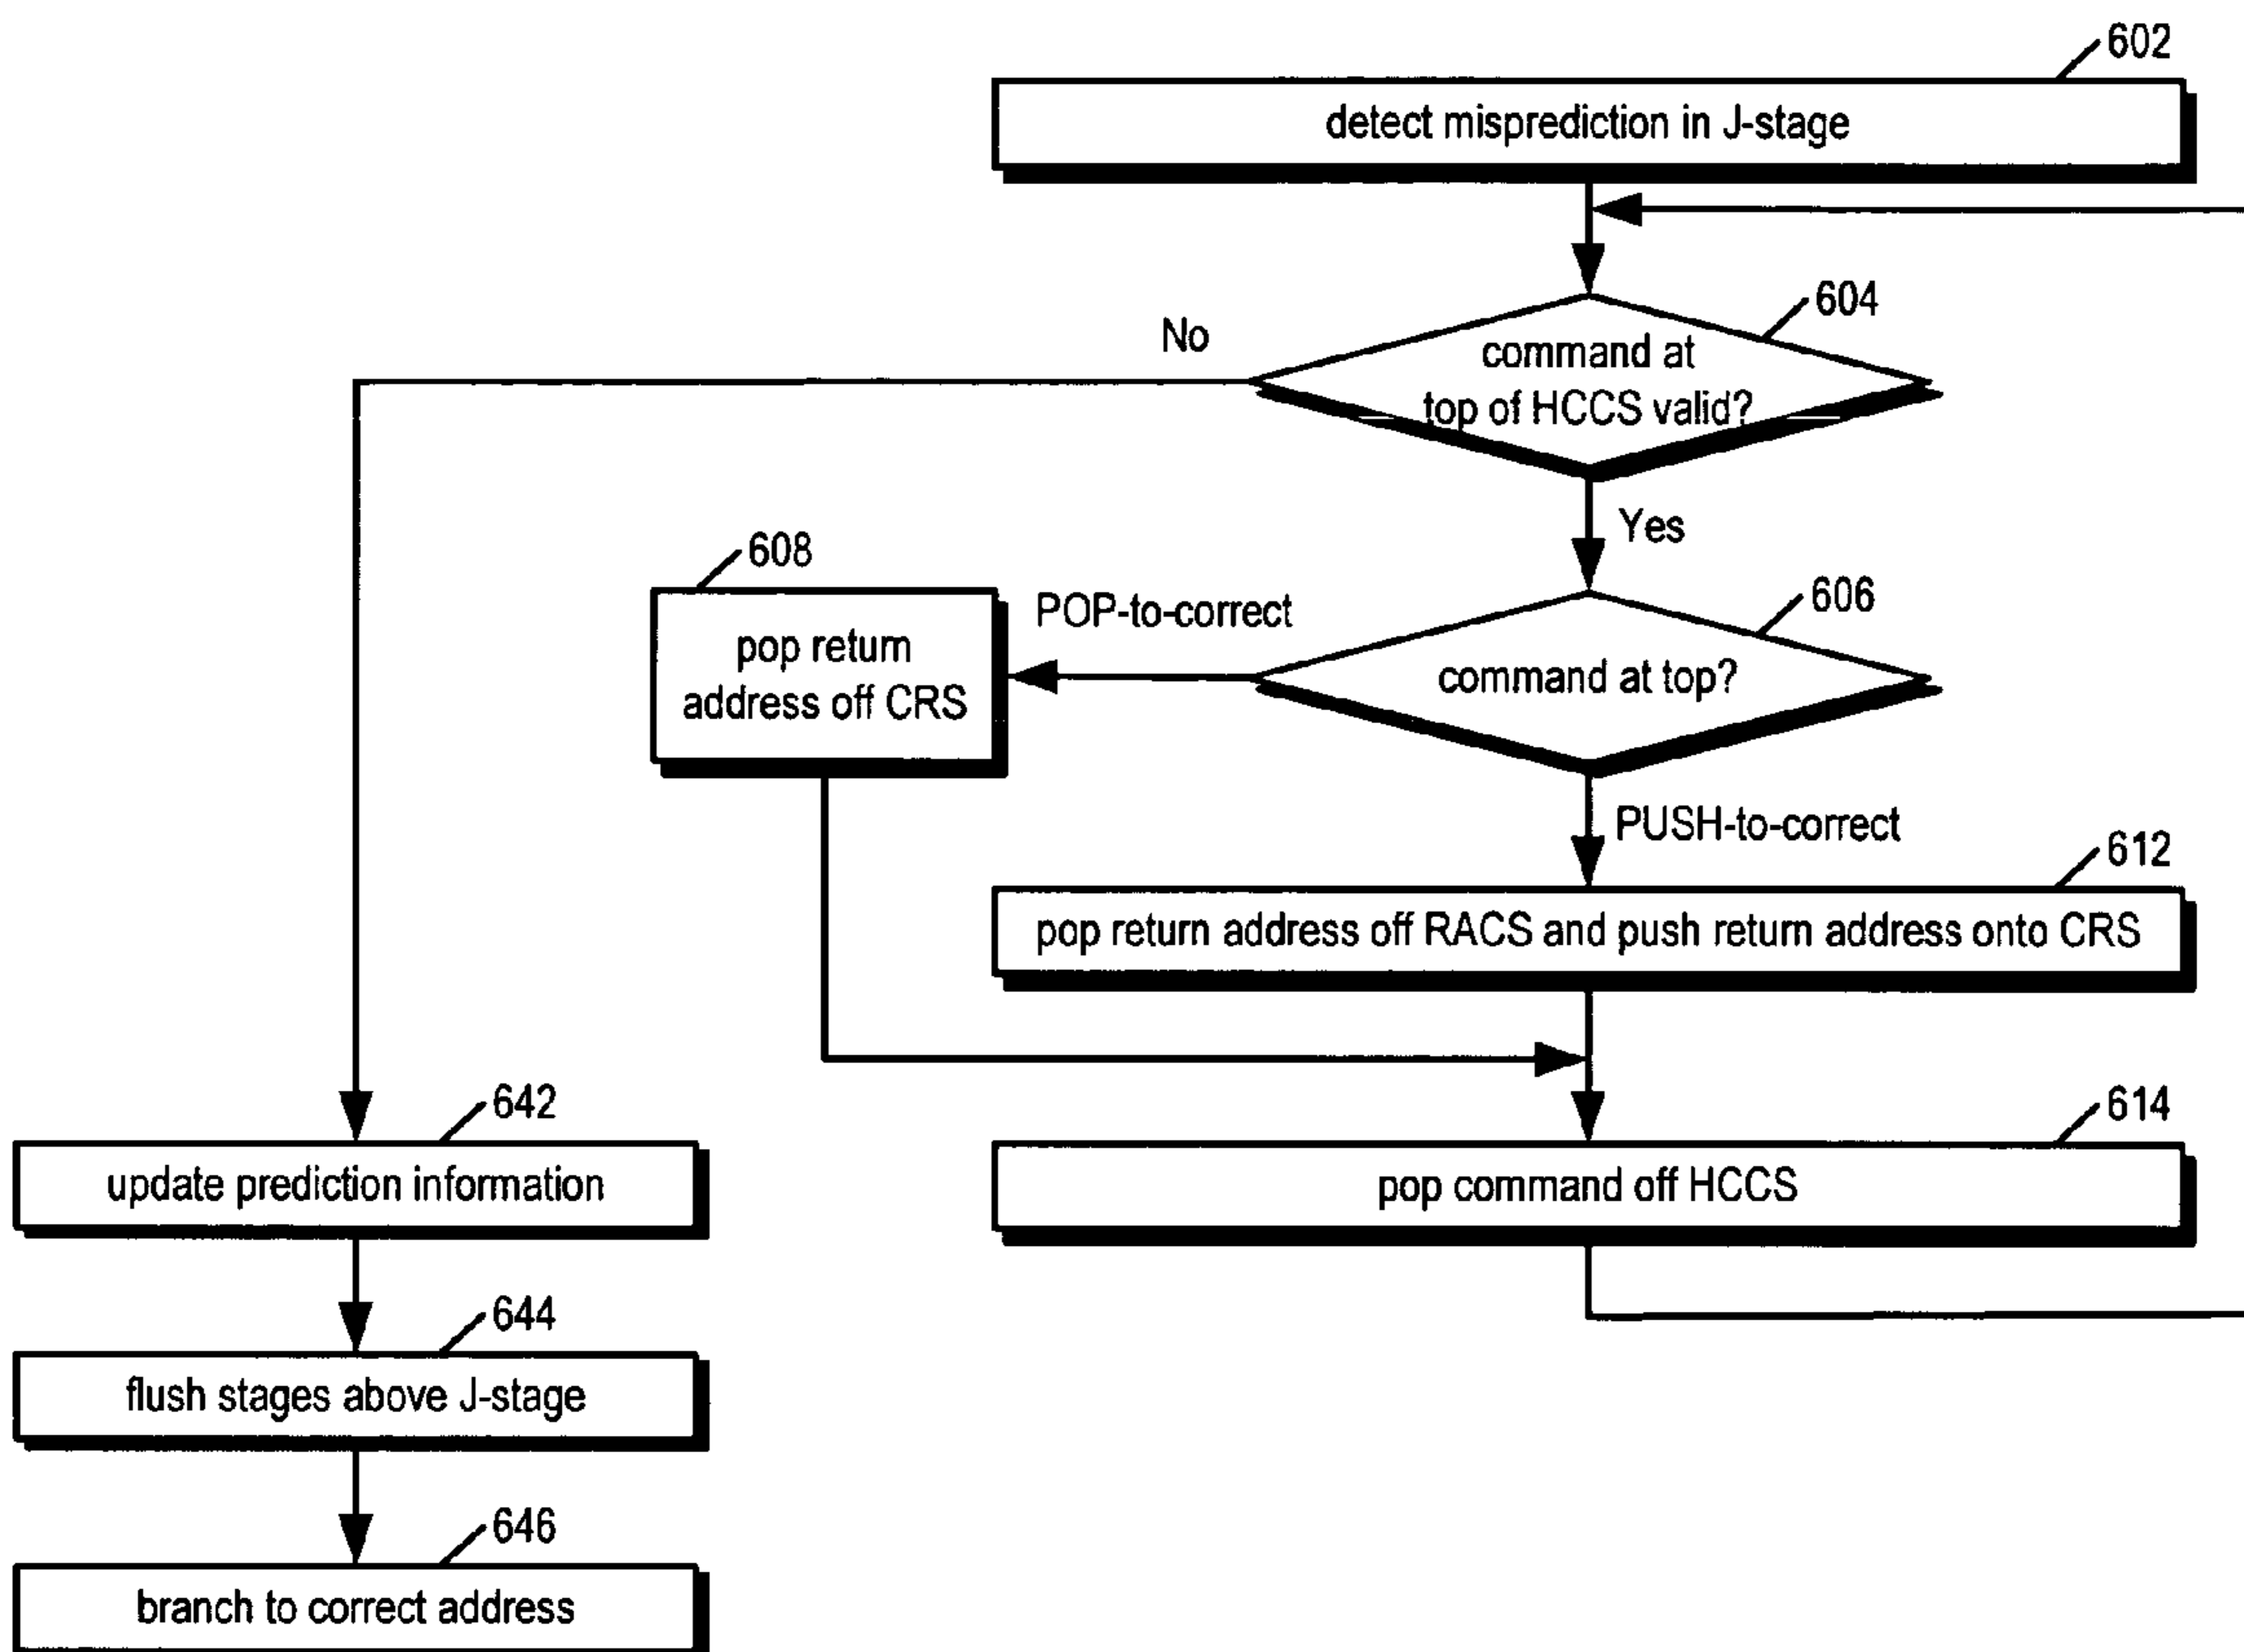 602
detect misprediction in J-stage
604
No
command at
top of HCCS valid?
Yes
608
606
POP-to-correct
pop return
address off CRS
command at top?
PUSH-to-correct
612
pop return address off RACS and push return address onto CRS
642
614
update prediction information
pop command off HCCS
644
flush stages above J-stage
646
branch to correct address